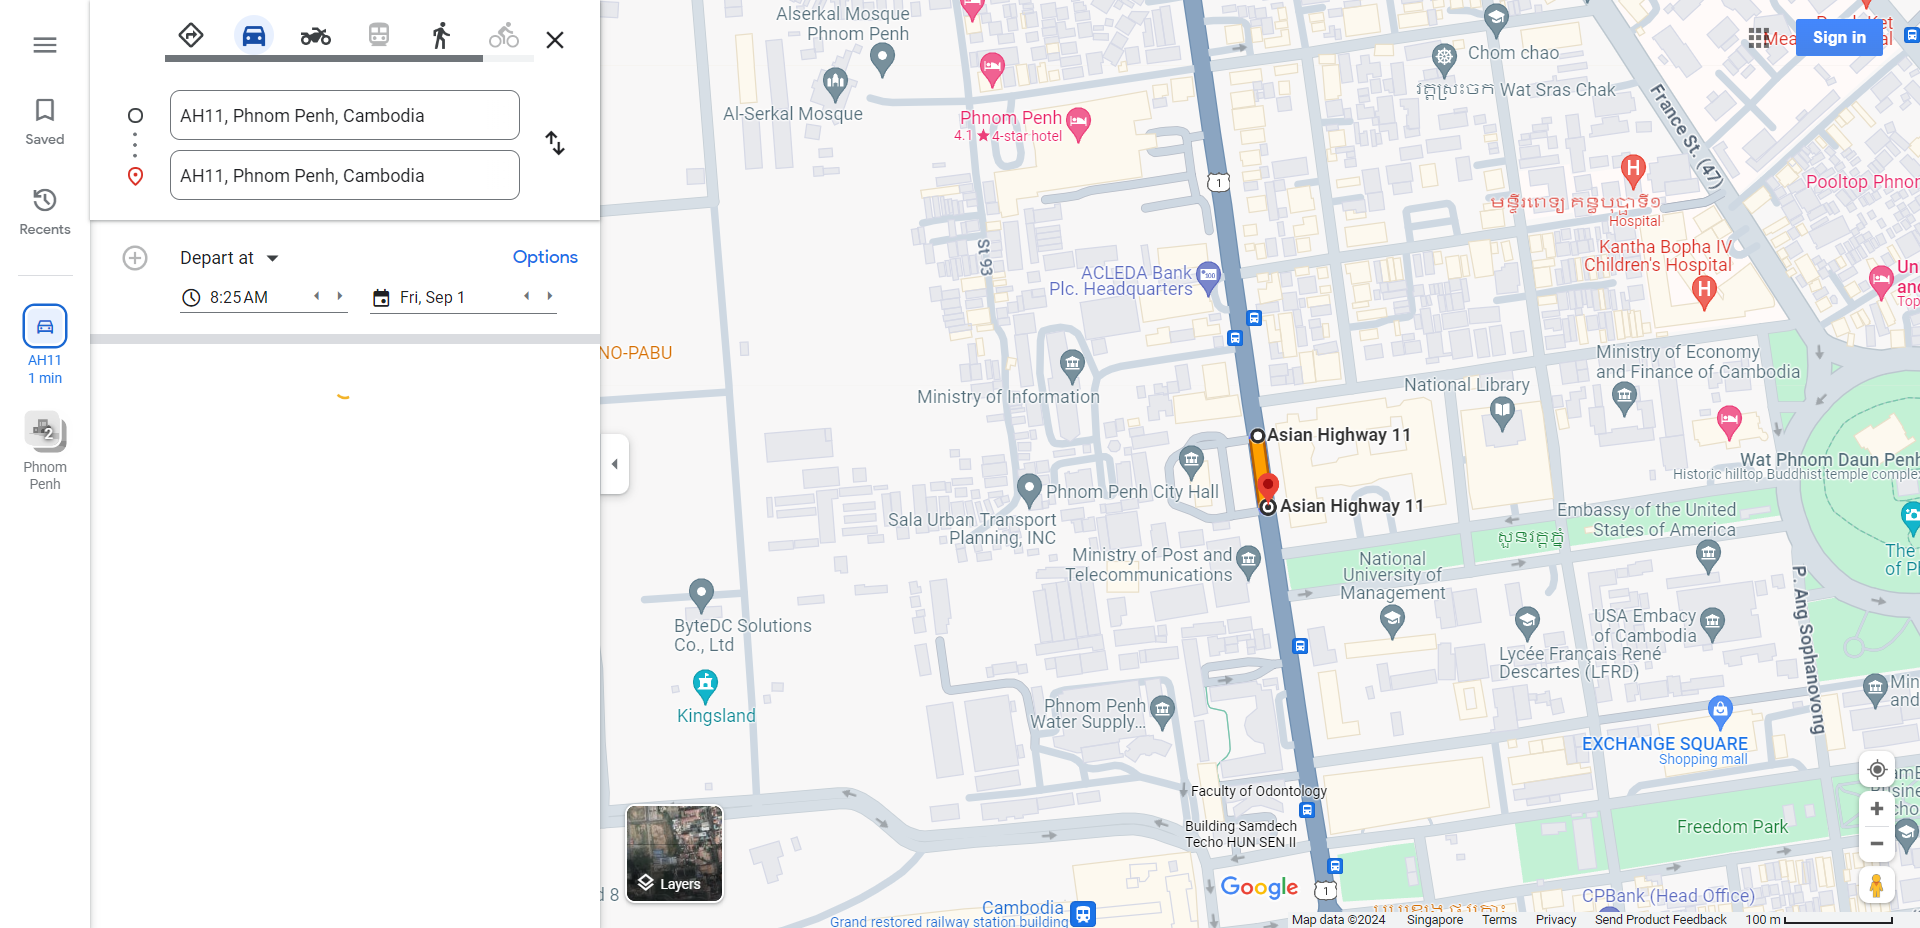 Saved
Recents
AH11
1 min
2
Phnom
Penh
AH11, Phnom Penh, Cambodia
AH11, Phnom Penh, Cambodia
Depart at
Options
8:25 AM
Fri, Sep 1
Sign in
Alserkal Mosque
Phnom Penh
Al-Serkal Mosque
Phnom Penh
4.1 ★ 4-star hotel
Chom chao
វត្តស្រះចក Wat Sras Chak
France St. (47)
1
មន្ទីរពេទ្យ គន្ធបុប្ផាទី១
Hospital
Pooltop Phnom
Kantha Bopha IV
Children's Hospital
St 93
ACLEDA Bank
Plc. Headquarters
NO-PABU
Ministry of Information
Ministry of Economy
and Finance of Cambodia
National Library
Asian Highway 11
Wat Phnom Daun Penh
Historic hilltop Buddhist temple complex
Phnom Penh City Hall
Asian Highway 11
Sala Urban Transport
Planning, INC
Embassy of the United
States of America
សួនវត្តភ្នំ
Ministry of Post and
Telecommunications
National
University of
Management
The
of P
P. Ang Sophanovong
ByteDC Solutions
Co., Ltd
USA Embacy
of Cambodia
Lycée Français René
Descartes (LFRD)
Kingsland
Phnom Penh
Water Supply...
Min
and
EXCHANGE SQUARE
Shopping mall
Faculty of Odontology
Building Samdech
Techo HUN SEN II
Freedom Park
Layers
d 8
Google
1
CPBank (Head Office)
Cambodia
Grand restored railway station building
Map data ©2024
Singapore
Terms
Privacy
Send Product Feedback
100 m